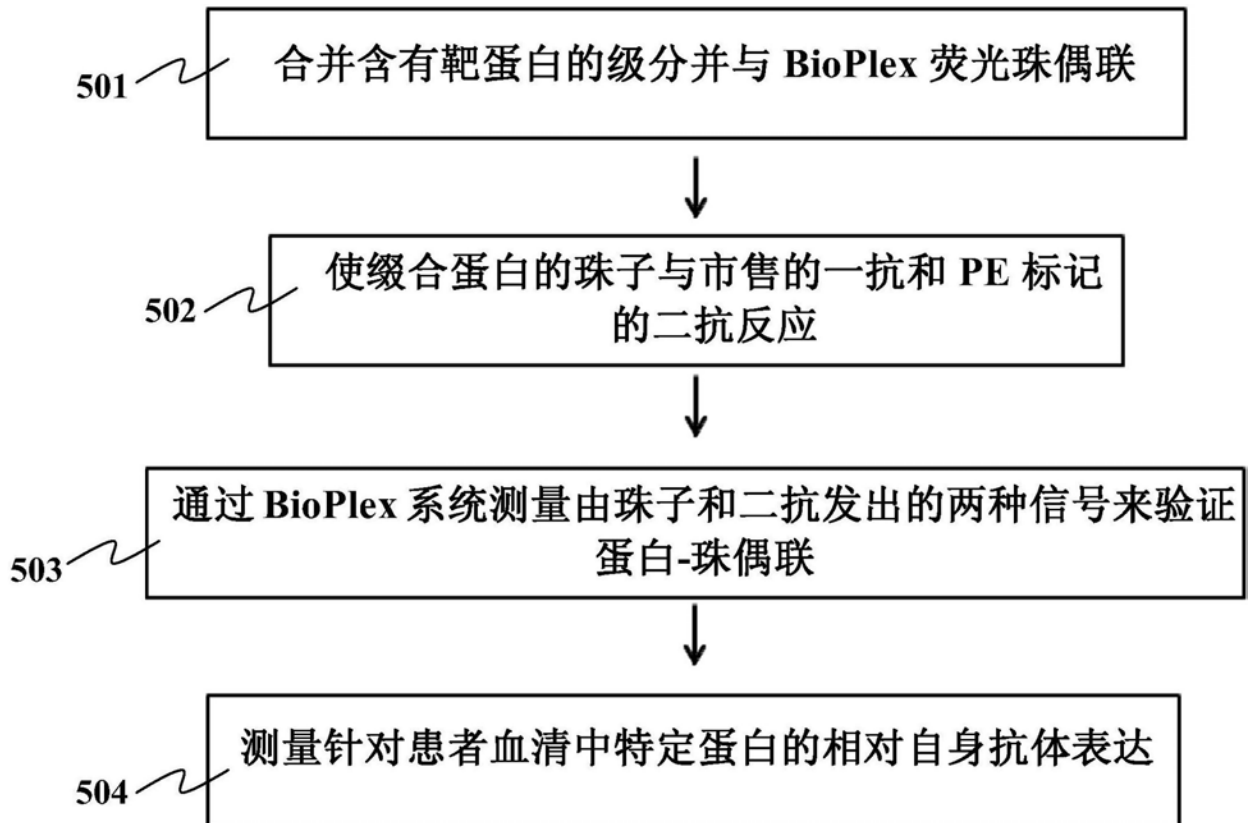 501
合并含有靶蛋白的级分并与 BioPlex 荧光珠偶联
502
使缀合蛋白的珠子与市售的一抗和 PE 标记
的二抗反应
503
通过 BioPlex 系统测量由珠子和二抗发出的两种信号来验证
蛋白-珠偶联
504
测量针对患者血清中特定蛋白的相对自身抗体表达